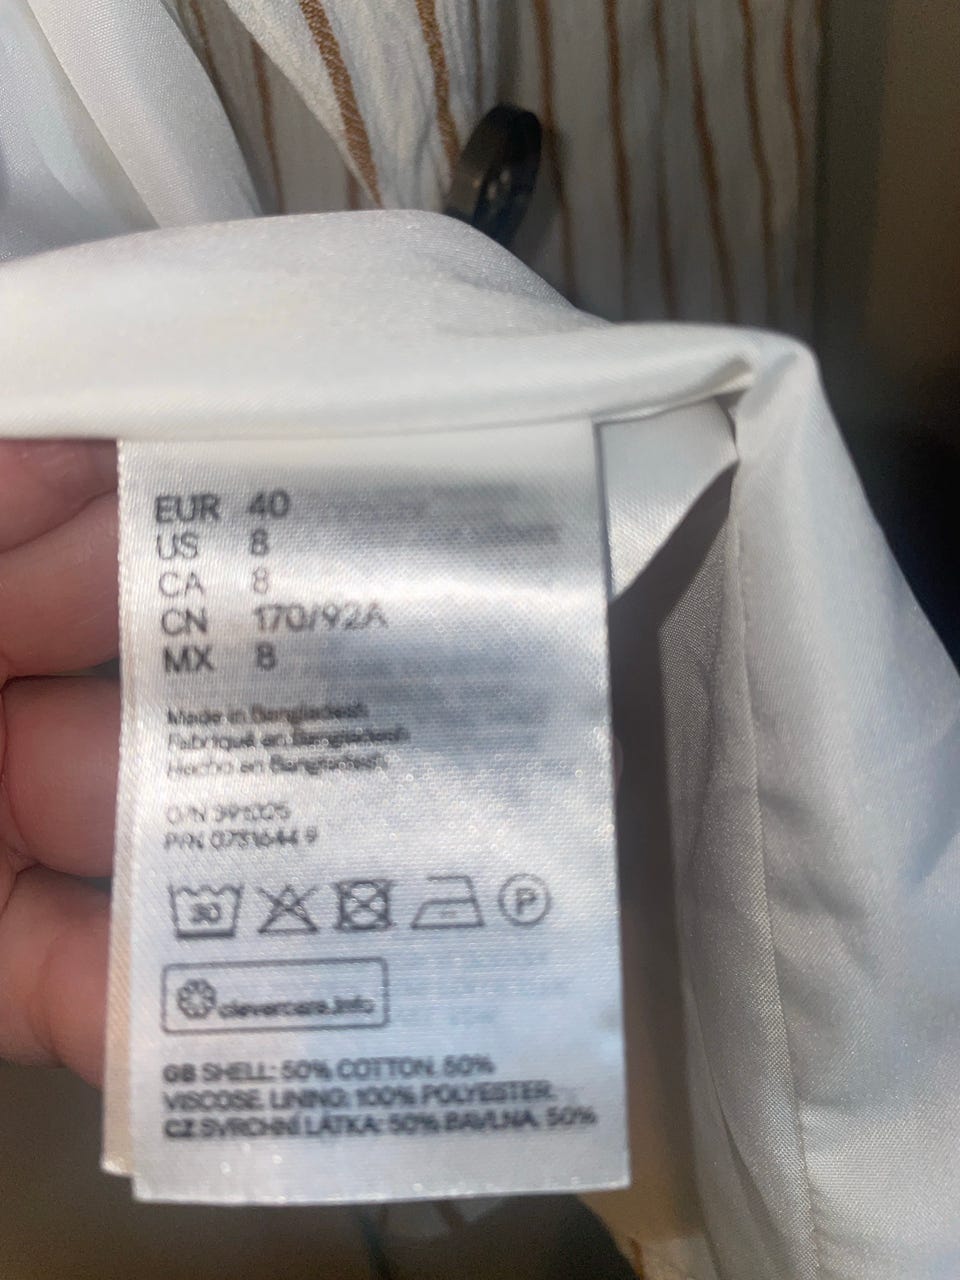 EUR 40
US 8
CA 8
CN 170/92A
MX 8
Made in Bangladesh
Fabriqué en Bangladesh
Hecho en Bangladesh
O/N
P/N
30
P
clevercare.info
GB SHELL: 50% COTTON. 50%
VISCOSE. LINING: 100% POLYESTER.
CZ SVRCHNÍ LÁTKA: 50% BAVLNA. 50%